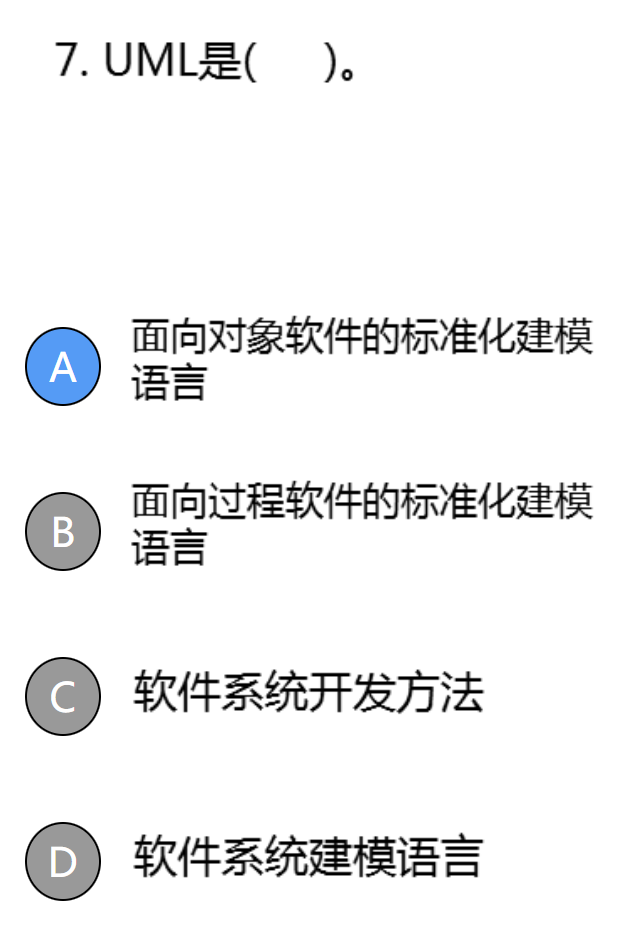 7. UML是(      )。
A
面向对象软件的标准化建模
语言
B
面向过程软件的标准化建模
语言
C
软件系统开发方法
D
软件系统建模语言